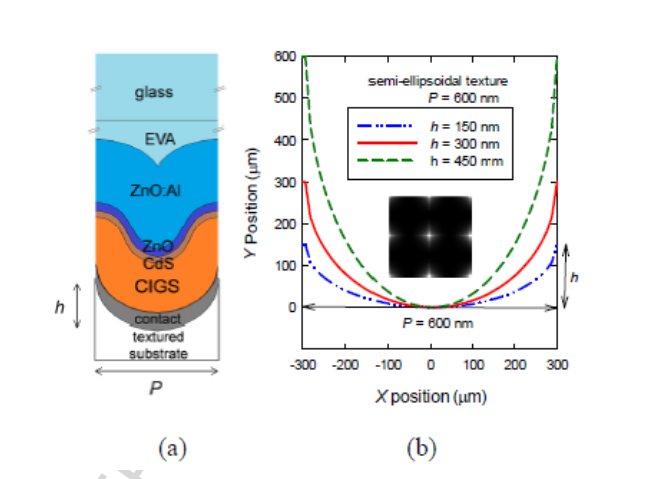 glass
EVA
ZnO:Al
ZnO
CdS
CIGS
contact
textured
substrate
h
P
(a)
600
500
400
300
200
100
0
Y Position (μm)
semi-ellipsoidal texture
P = 600 nm
h = 150 nm
h = 300 nm
h = 450 mm
h
P = 600 nm
-300 -200 -100 0 100 200 300
X position (μm)
(b)